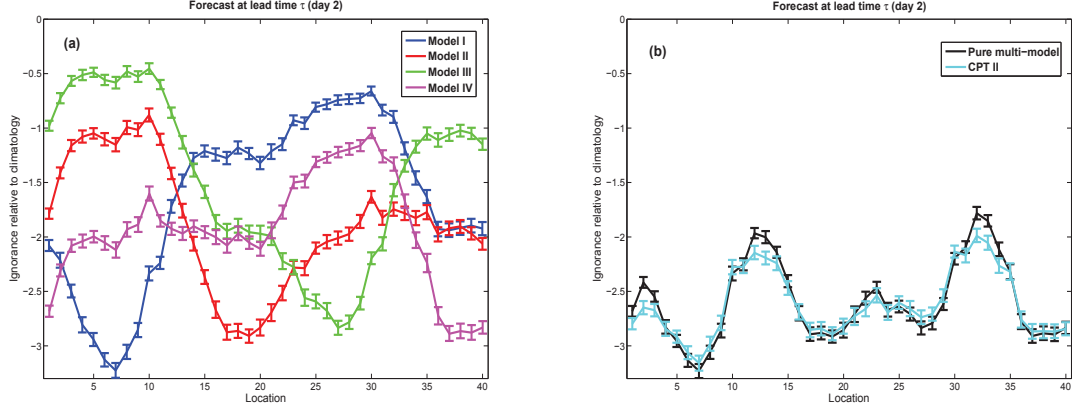 Forecast at lead time τ (day 2)
(a)
Model I
Model II
Model III
Model IV
−0.5
−1
−1.5
−2
−2.5
−3
Ignorance relative to climatology
5 10 15 20 25 30 35 40
Location
Forecast at lead time τ (day 2)
(b)
Pure multi−model
CPT II
−0.5
−1
−1.5
−2
−2.5
−3
Ignorance relative to climatology
5 10 15 20 25 30 35 40
Location